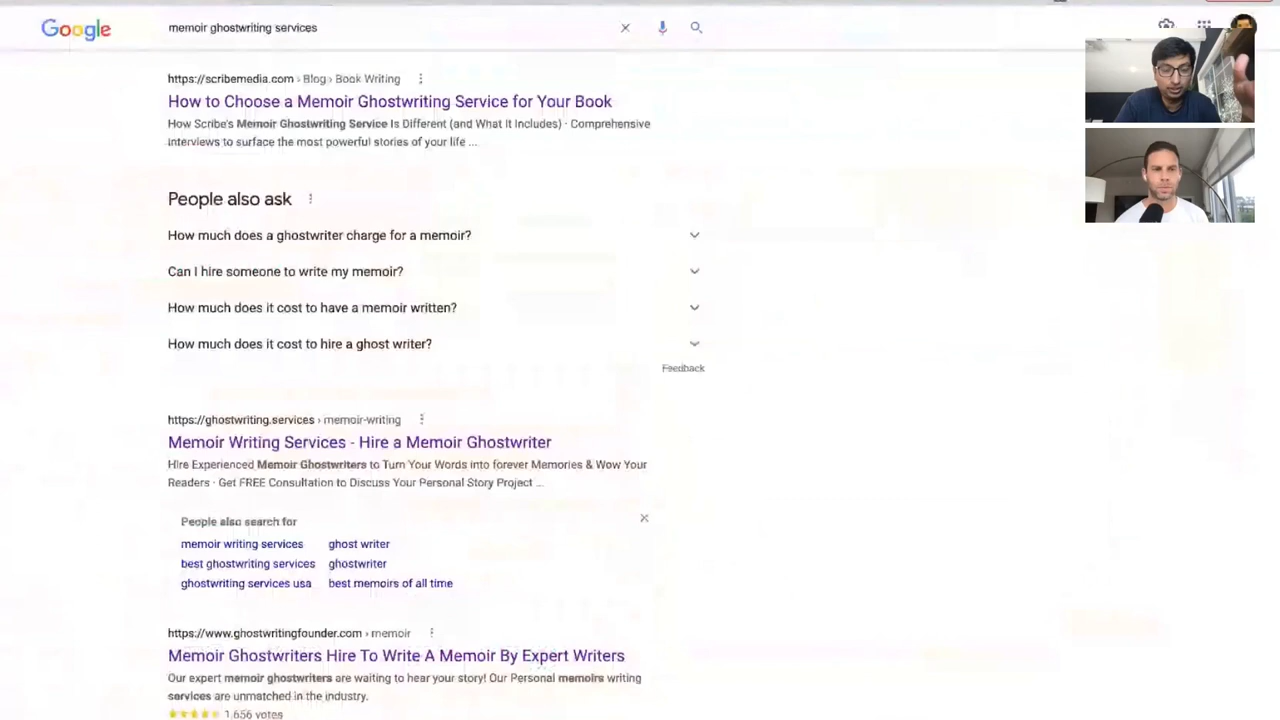 Google
memoir ghostwriting services
https://scribemedia.com › Blog › Book Writing
How to Choose a Memoir Ghostwriting Service for Your Book
How Scribe's Memoir Ghostwriting Service Is Different (and What It Includes) · Comprehensive
interviews to surface the most powerful stories of your life ...
People also ask
How much does a ghostwriter charge for a memoir?
Can I hire someone to write my memoir?
How much does it cost to have a memoir written?
How much does it cost to hire a ghost writer?
Feedback
https://ghostwriting.services › memoir-writing
Memoir Writing Services - Hire a Memoir Ghostwriter
Hire Experienced Memoir Ghostwriters to Turn Your Words into forever Memories & Wow Your
Readers · Get FREE Consultation to Discuss Your Personal Story Project ...
People also search for
memoir writing services ghost writer
best ghostwriting services ghostwriter
ghostwriting services usa best memoirs of all time
https://www.ghostwritingfounder.com › memoir
Memoir Ghostwriters Hire To Write A Memoir By Expert Writers
Our expert memoir ghostwriters are waiting to hear your story! Our Personal memoirs writing
services are unmatched in the industry.
1,656 votes